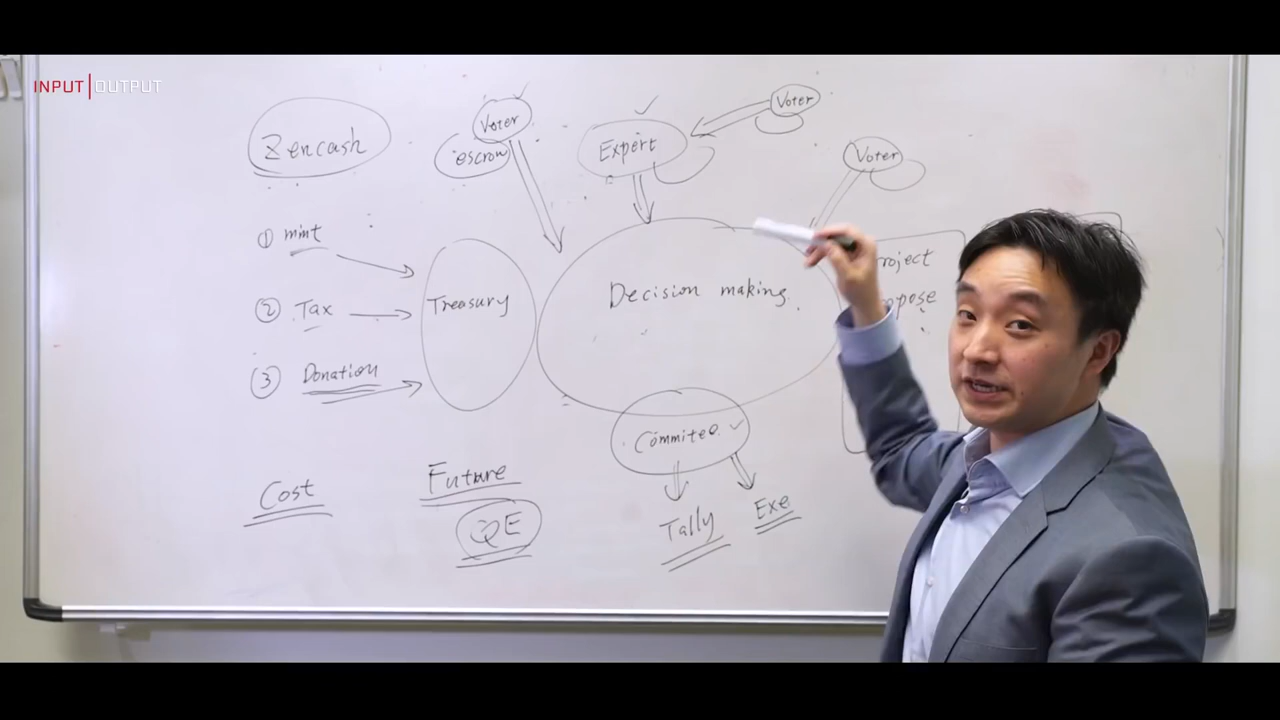 INPUT|OUTPUT
Zencash
Voter
escrow
Expert
Voter
Voter
① mint
② Tax
③ Donation
Treasury
Decision making
roject
opose
Commitee
Tally
Exe
Cost
Future
QE